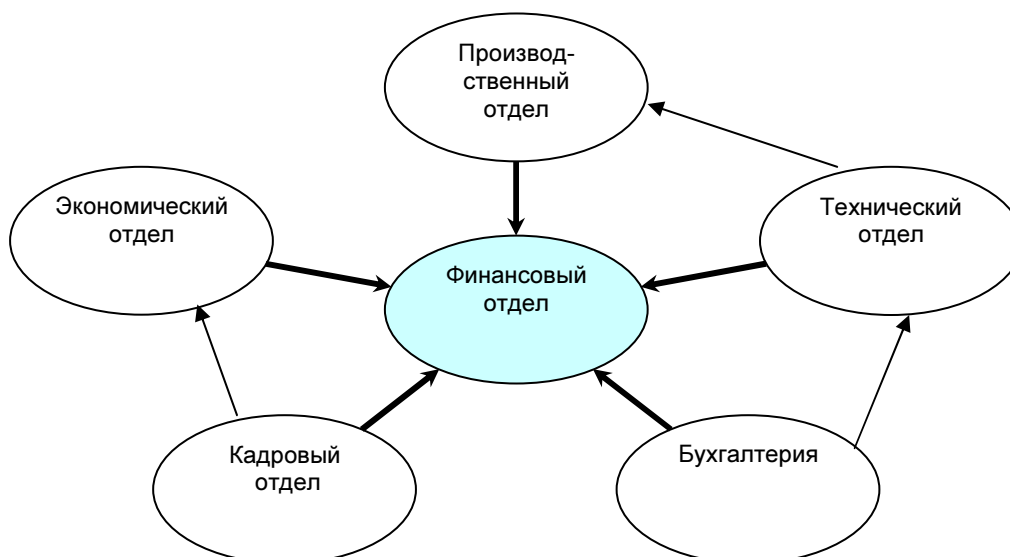 Производ-
ственный
отдел
Экономический
отдел
Технический
отдел
Финансовый
отдел
Кадровый
отдел
Бухгалтерия